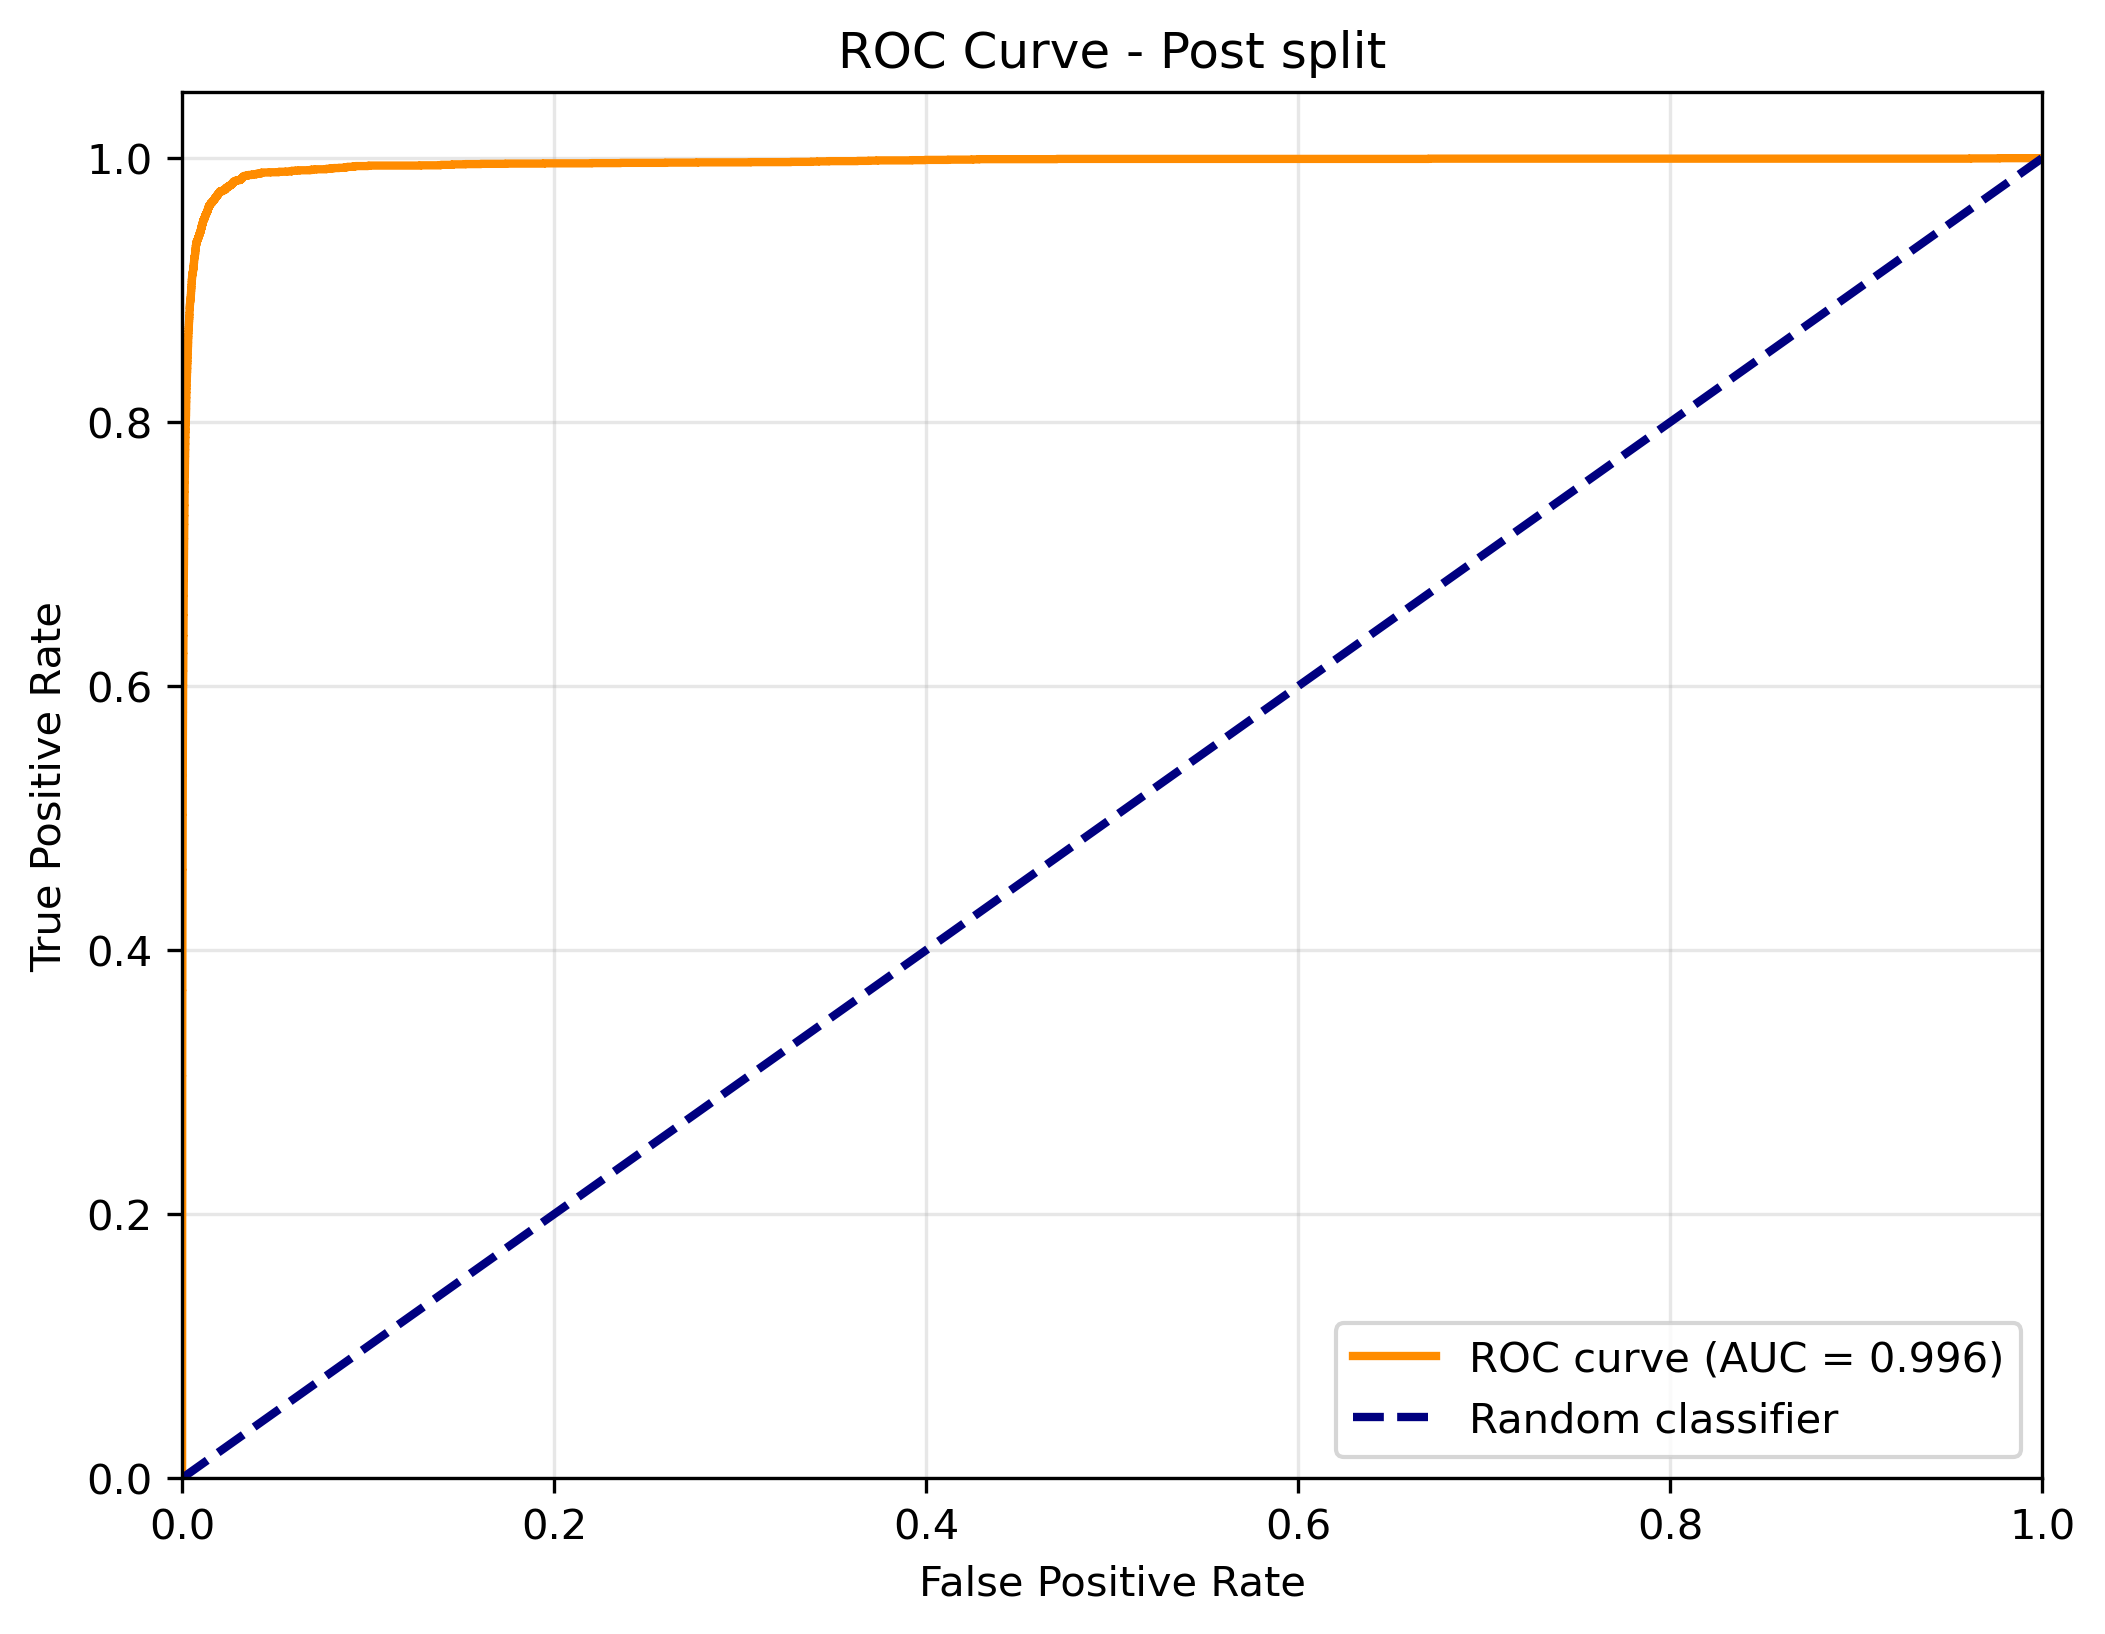 ROC Curve - Post split
True Positive Rate
1.0
0.8
0.6
0.4
0.2
0.0
0.0 0.2 0.4 0.6 0.8 1.0
False Positive Rate
ROC curve (AUC = 0.996)
Random classifier